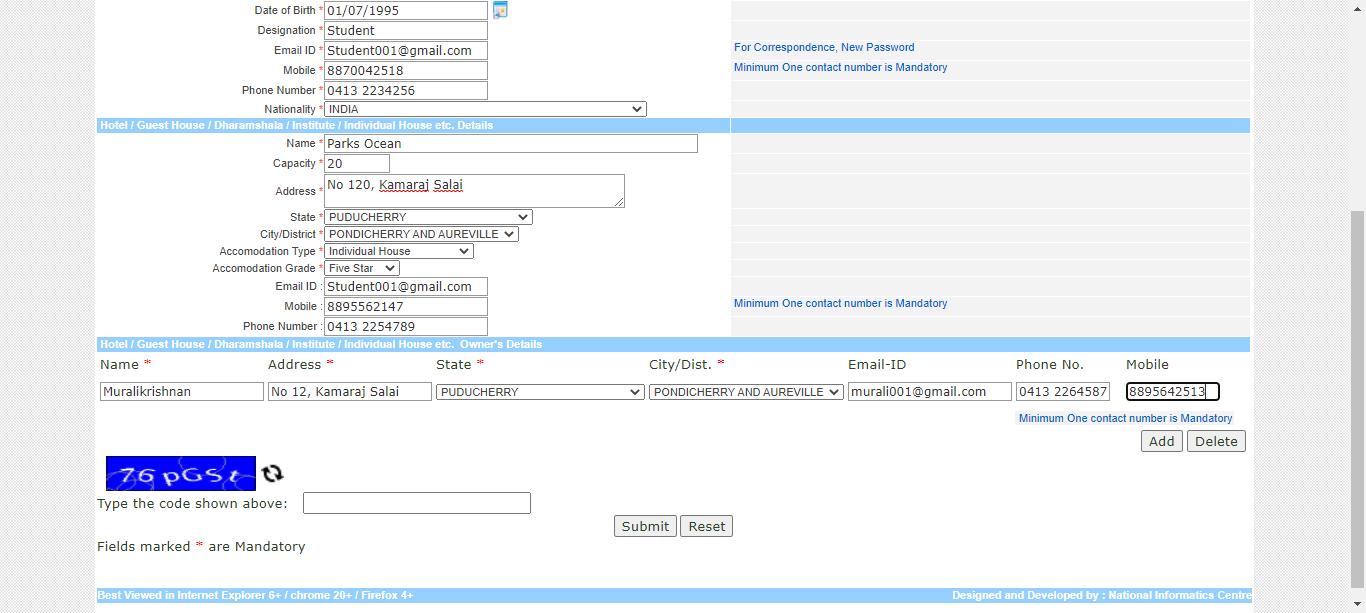 Date of Birth * 01/07/1995
Designation * Student
Email ID * Student001@gmail.com For Correspondence, New Password
Mobile * 8870042518 Minimum One contact number is Mandatory
Phone Number * 0413 2234256
Nationality * INDIA
Hotel / Guest House / Dharamshala / Institute / Individual House etc. Details
Name * Parks Ocean
Capacity * 20
Address * No 120, Kamaraj Salai
State * PUDUCHERRY
City/District * PONDICHERRY AND AUREVILLE
Accomodation Type * Individual House
Accomodation Grade * Five Star
Email ID : Student001@gmail.com
Mobile : 8895562147 Minimum One contact number is Mandatory
Phone Number : 0413 2254789
Hotel / Guest House / Dharamshala / Institute / Individual House etc. Owner's Details
Name * Address * State * City/Dist. * Email-ID Phone No. Mobile
Muralikrishnan No 12, Kamaraj Salai PUDUCHERRY PONDICHERRY AND AUREVILLE murali001@gmail.com 0413 2264587 8895642513
Minimum One contact number is Mandatory
Add Delete
76pGSt
Type the code shown above:
Submit Reset
Fields marked * are Mandatory
Best Viewed in Internet Explorer 6+ / chrome 20+ / Firefox 4+ Designed and Developed by : National Informatics Centre